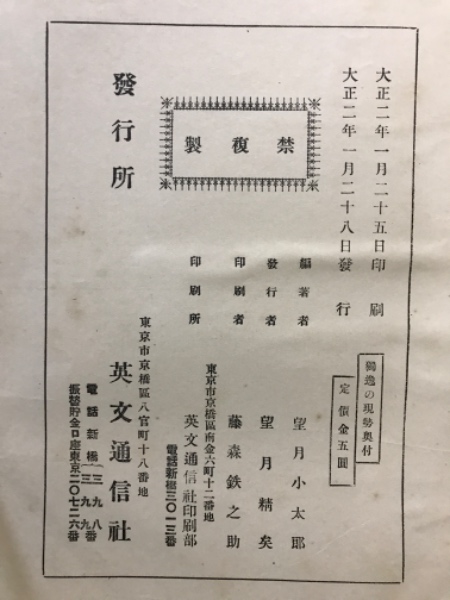 大正二年一月二十五日印刷
大正二年一月二十八日發行
獨逸の現勢奧付
定價金五圓
禁複製
編著者 望月小太郎
發行者 望月精矣
印刷者 藤森鉄之助
東京市京橋區南金六町十二番地
印刷所 英文通信社印刷部
電話新橋三〇一三番
東京市京橋區八官町十八番地
發行所 英文通信社
電話新橋(三九八
三九九番
振替貯金口座東京二〇七二六番